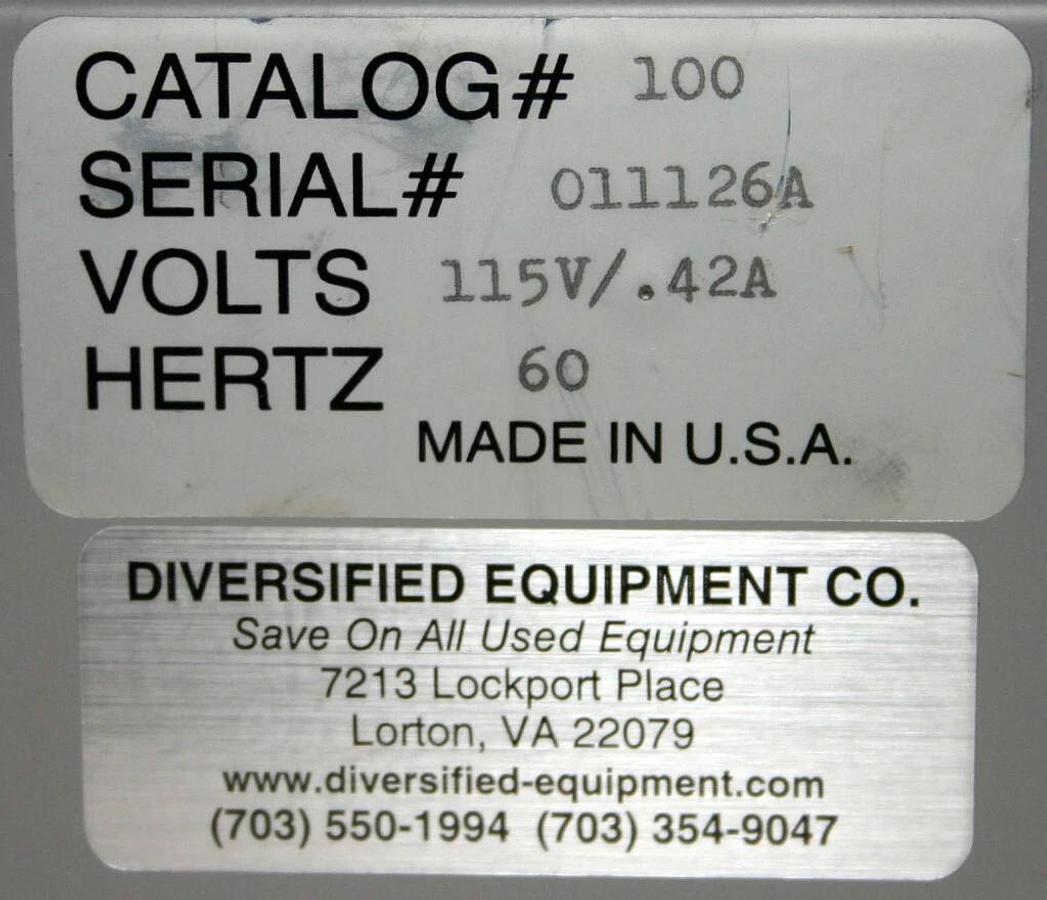 CATALOG# 100
SERIAL# 011126A
VOLTS 115V/.42A
HERTZ 60
MADE IN U.S.A.
DIVERSIFIED EQUIPMENT CO.
Save On All Used Equipment
7213 Lockport Place
Lorton, VA 22079
www.diversified-equipment.com
(703) 550-1994 (703) 354-9047